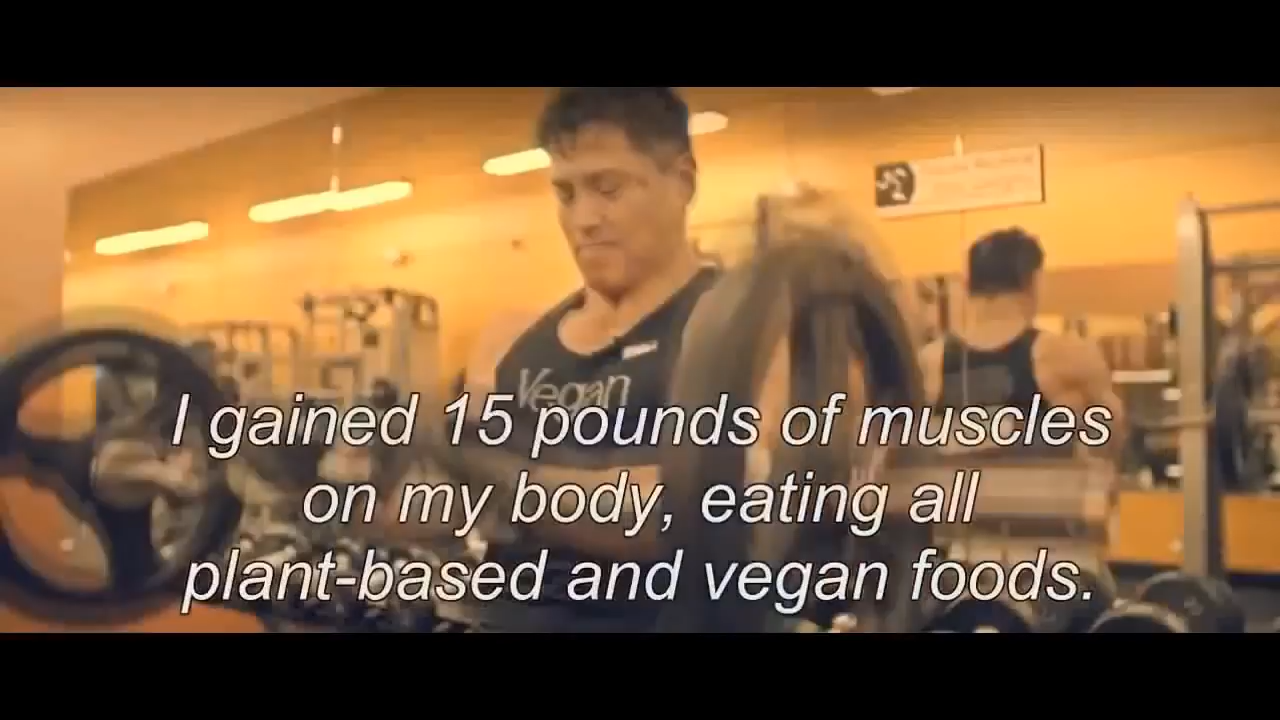 Vegan
I gained 15 pounds of muscles
on my body, eating all
plant-based and vegan foods.